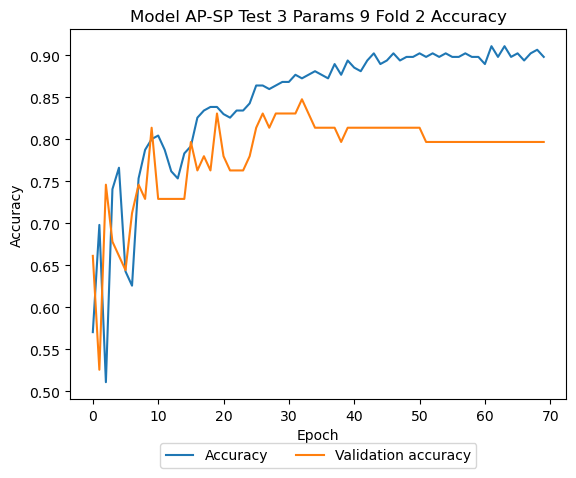 Model AP-SP Test 3 Params 9 Fold 2 Accuracy
0.90
0.85
0.80
0.75
0.70
0.65
0.60
0.55
0.50
Accuracy
0 10 20 30 40 50 60 70
Epoch
Accuracy Validation accuracy